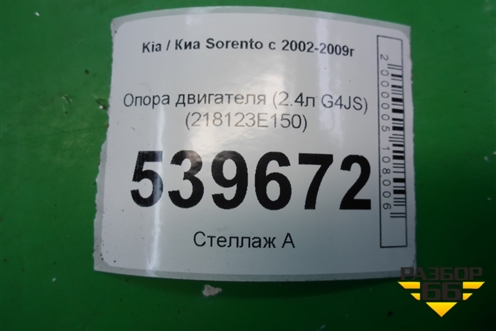 Kia / Киа Sorento с 2002-2009г
Опора двигателя (2.4л G4JS)
(218123E150)
539672
Стеллаж А
2000005108006
РАЗБОР
66